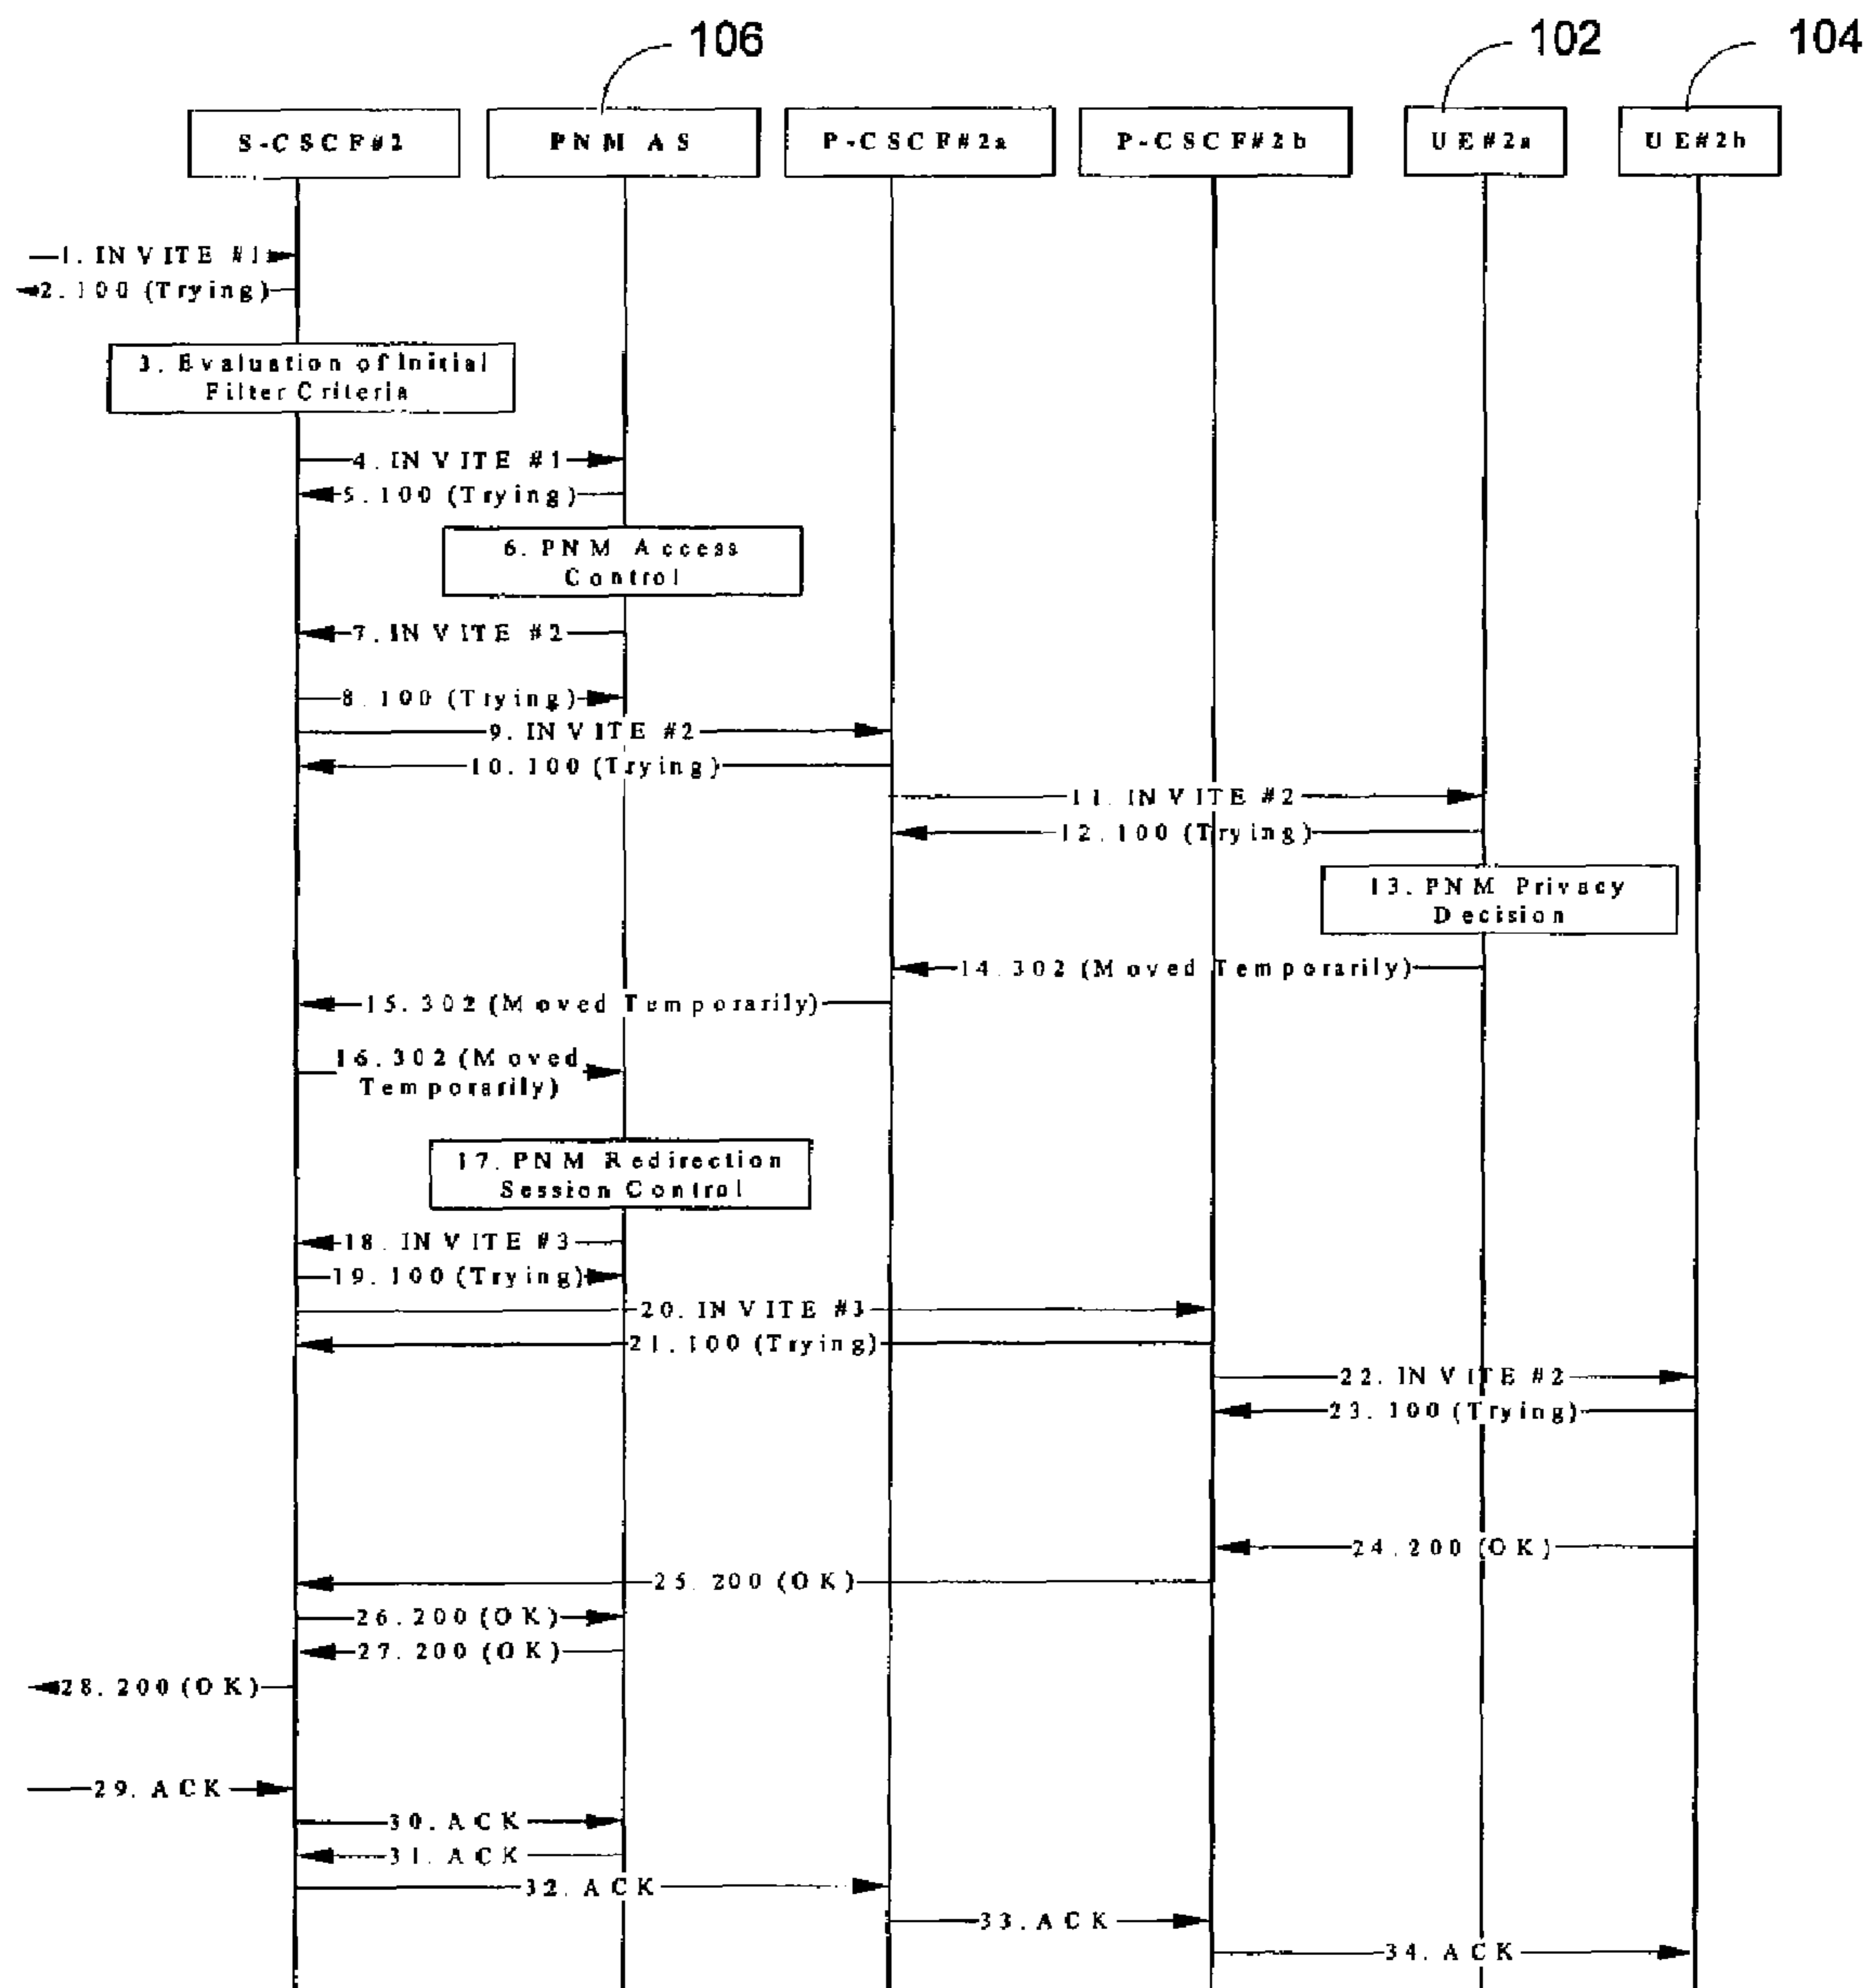 106
102
104
S-CSCF#2
PNM AS
P-CSCF#2a
P-CSCF#2b
UE#2a
UE#2b
1. INVITE #1
2.100 (Trying)
3. Evaluation of Initial
Filter Criteria
4. INVITE #1
5.100 (Trying)
6. PNM Access
Control
7. INVITE #2
8.100 (Trying)
9. INVITE #2
10.100 (Trying)
11. INVITE #2
12.100 (Trying)
13. PNM Privacy
Decision
14.302 (Moved Temporarily)
15.302 (Moved Temporarily)
16.302 (Moved
Temporarily)
17. PNM Redirection
Session Control
18. INVITE #3
19.100 (Trying)
20. INVITE #3
21.100 (Trying)
22. INVITE #2
23.100 (Trying)
24.200 (OK)
25.200 (OK)
26.200 (OK)
27.200 (OK)
28.200 (OK)
29. ACK
30. ACK
31. ACK
32. ACK
33. ACK
34. ACK